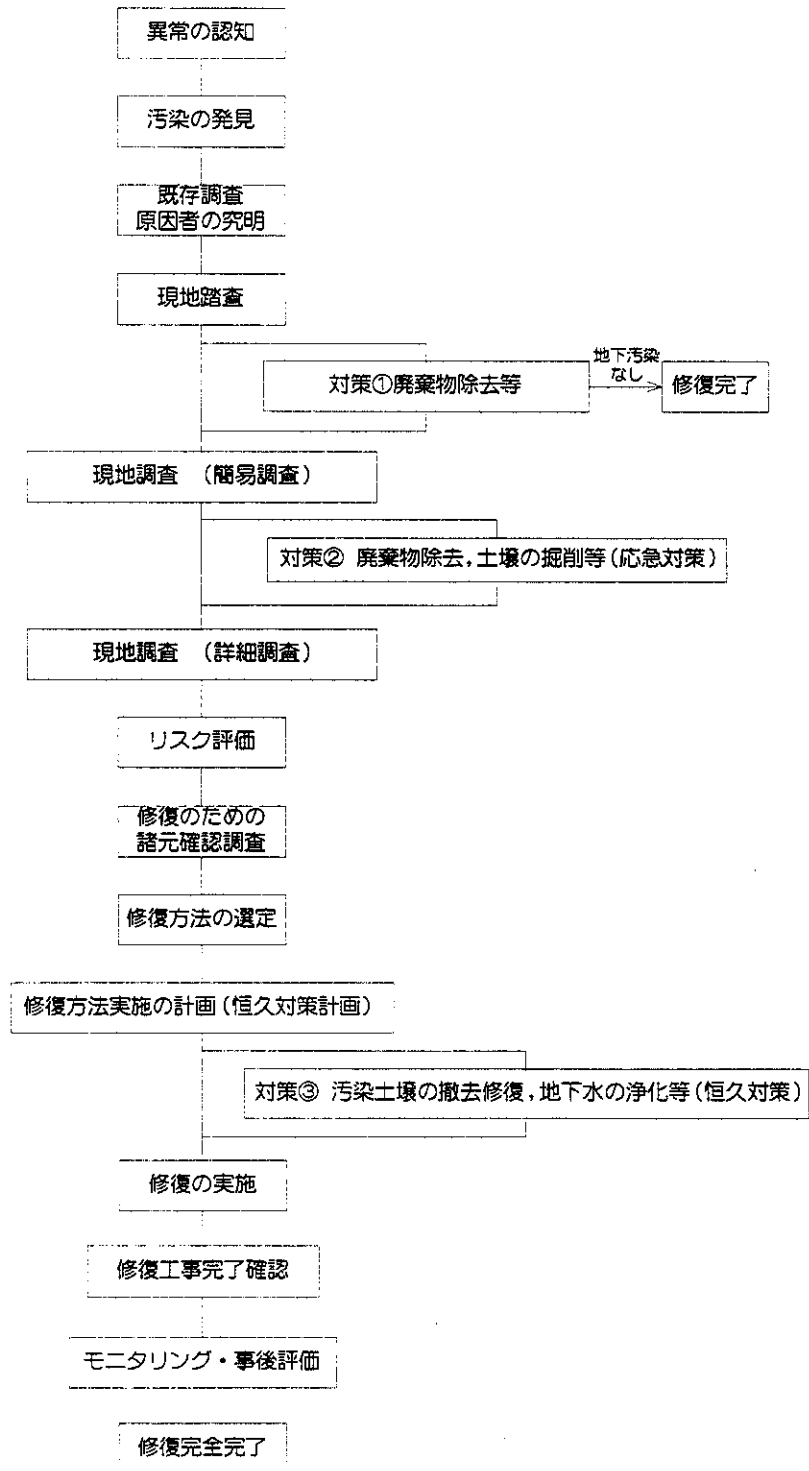 異常の認知
汚染の発見
既存調査
原因者の究明
現地踏査
対策①廃棄物除去等
地下汚染
なし
修復完了
現地調査 (簡易調査)
対策② 廃棄物除去,土壌の掘削等(応急対策)
現地調査 (詳細調査)
リスク評価
修復のための
諸元確認調査
修復方法の選定
修復方法実施の計画(恒久対策計画)
対策③ 汚染土壌の撤去修復,地下水の浄化等(恒久対策)
修復の実施
修復工事完了確認
モニタリング・事後評価
修復完全完了